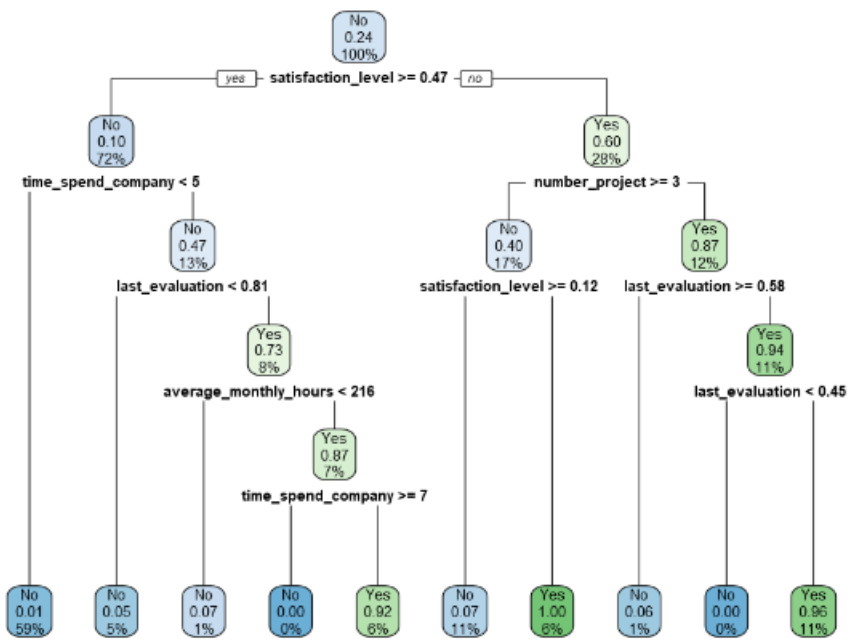 No
0.24
100%
yes satisfaction_level >= 0.47 no
No
0.10
72%
Yes
0.60
28%
time_spend_company < 5
number_project >= 3
No
0.47
13%
No
0.40
17%
Yes
0.87
12%
last_evaluation < 0.81
satisfaction_level >= 0.12
last_evaluation >= 0.58
Yes
0.73
8%
Yes
0.94
11%
average_monthly_hours < 216
last_evaluation < 0.45
Yes
0.87
7%
time_spend_company >= 7
No
0.01
59%
No
0.05
5%
No
0.07
1%
No
0.00
0%
Yes
0.92
6%
No
0.07
11%
Yes
1.00
6%
No
0.06
1%
No
0.00
0%
Yes
0.96
11%